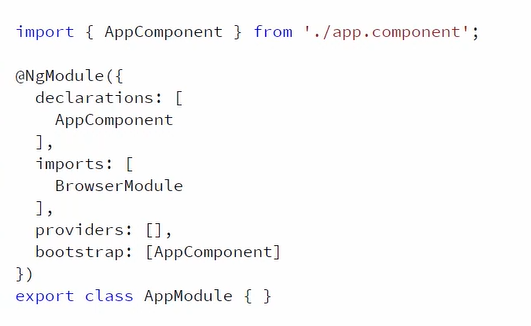 import { AppComponent } from './app.component';
@NgModule({
declarations: [
AppComponent
],
imports: [
BrowserModule
],
providers: [],
bootstrap: [AppComponent]
})
export class AppModule { }